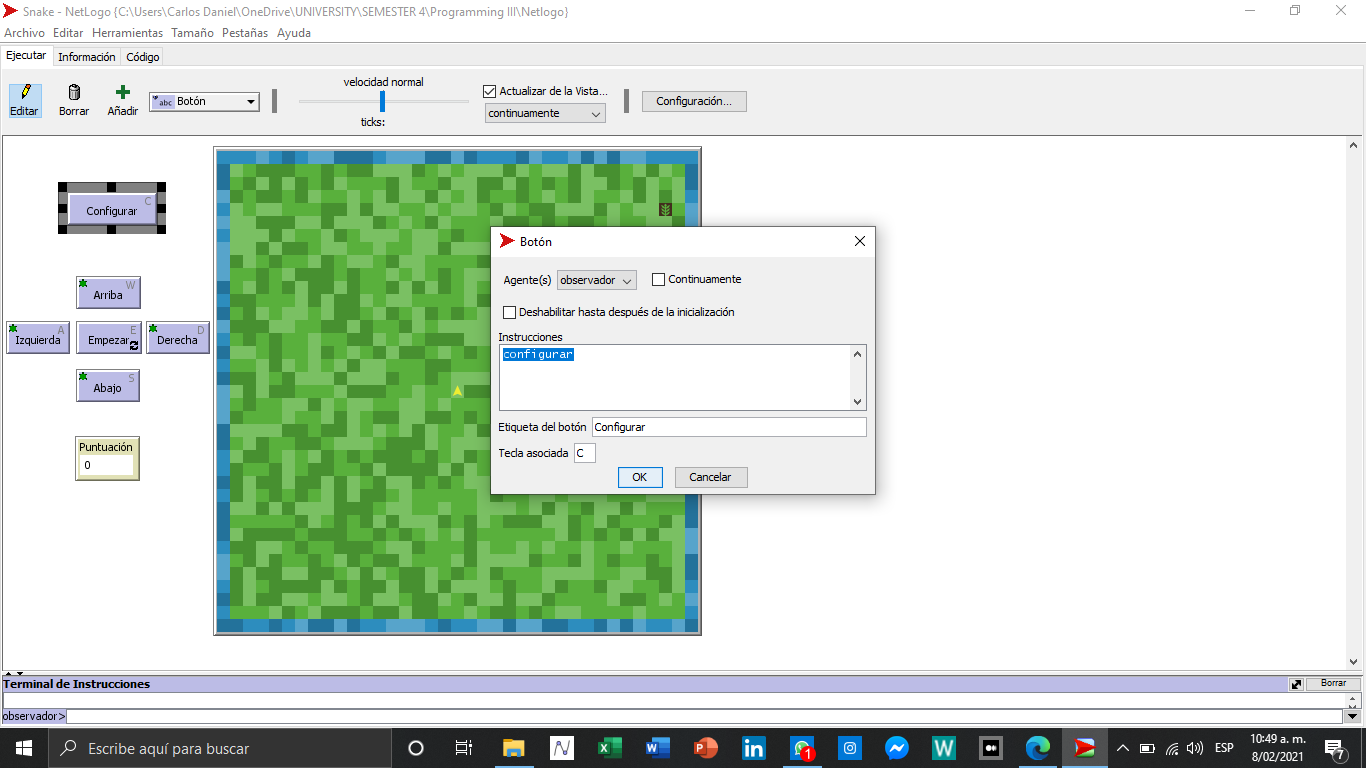 Snake - NetLogo {C:\Users\Carlos Daniel\OneDrive\UNIVERSITY\SEMESTER 4\Programming III\Netlogo}
Archivo Editar Herramientas Tamaño Pestañas Ayuda
Ejecutar Información Código
velocidad normal
Editar Borrar Añadir
abc Botón
ticks:
Actualizar de la Vista...
continuamente
Configuración...
C
Configurar
W
Arriba
A
Izquierda
E
Empezar
D
Derecha
S
Abajo
Puntuación
0
Botón
Agente(s) observador Continuamente
Deshabilitar hasta después de la inicialización
Instrucciones
configurar
Etiqueta del botón Configurar
Tecla asociada C
OK Cancelar
Terminal de Instrucciones Borrar
observador>
Escribe aquí para buscar
1
ESP
10:49 a. m.
8/02/2021
7